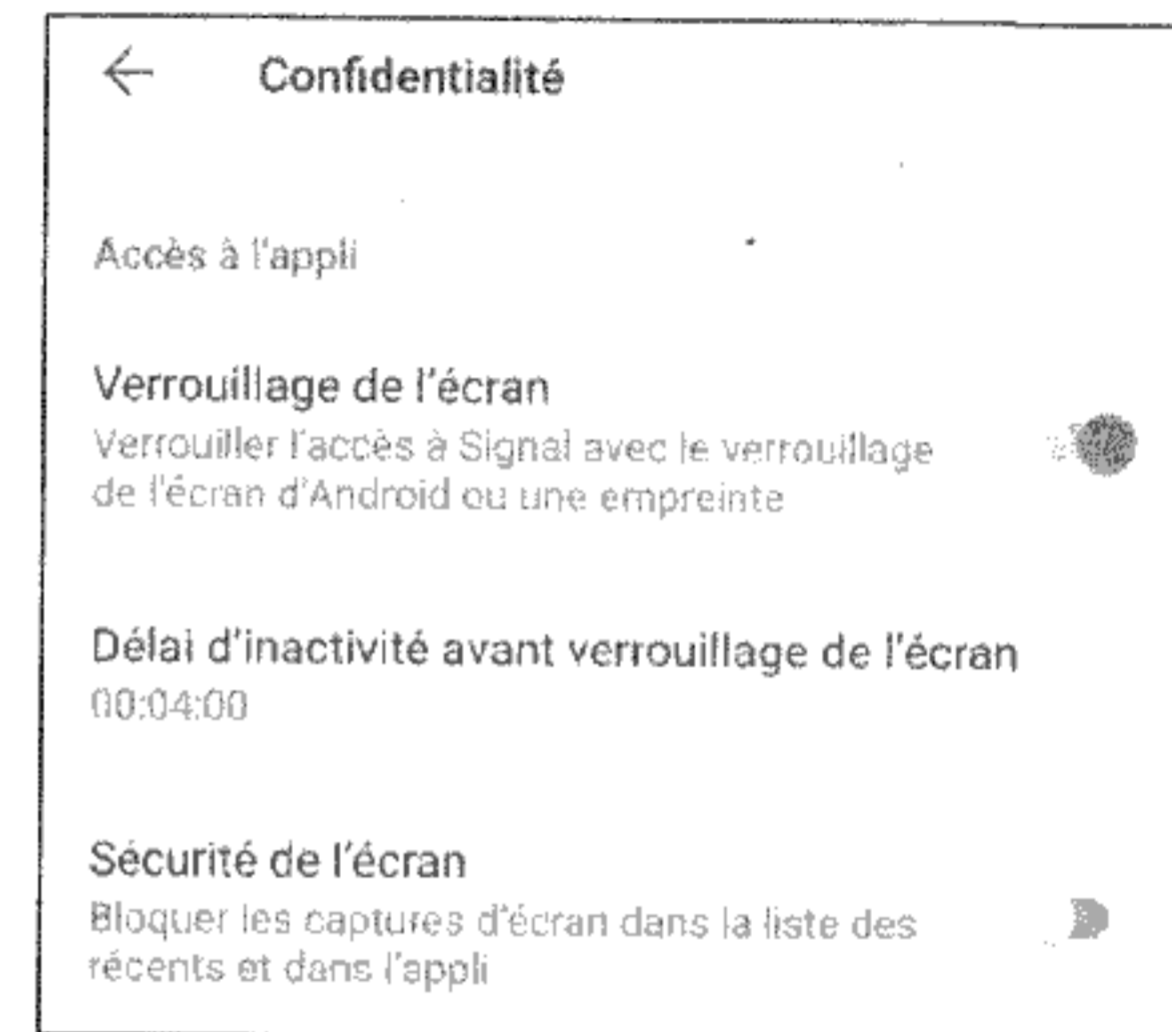 Confidentialité
Accès à l'appli
Verrouillage de l'écran
Verrouiller l'accès à Signal avec le verrouillage
de l'écran d'Android ou une empreinte
Délai d'inactivité avant verrouillage de l'écran
00:04:00
Sécurité de l'écran
Bloquer les captures d'écran dans la liste des
récents et dans l'appli